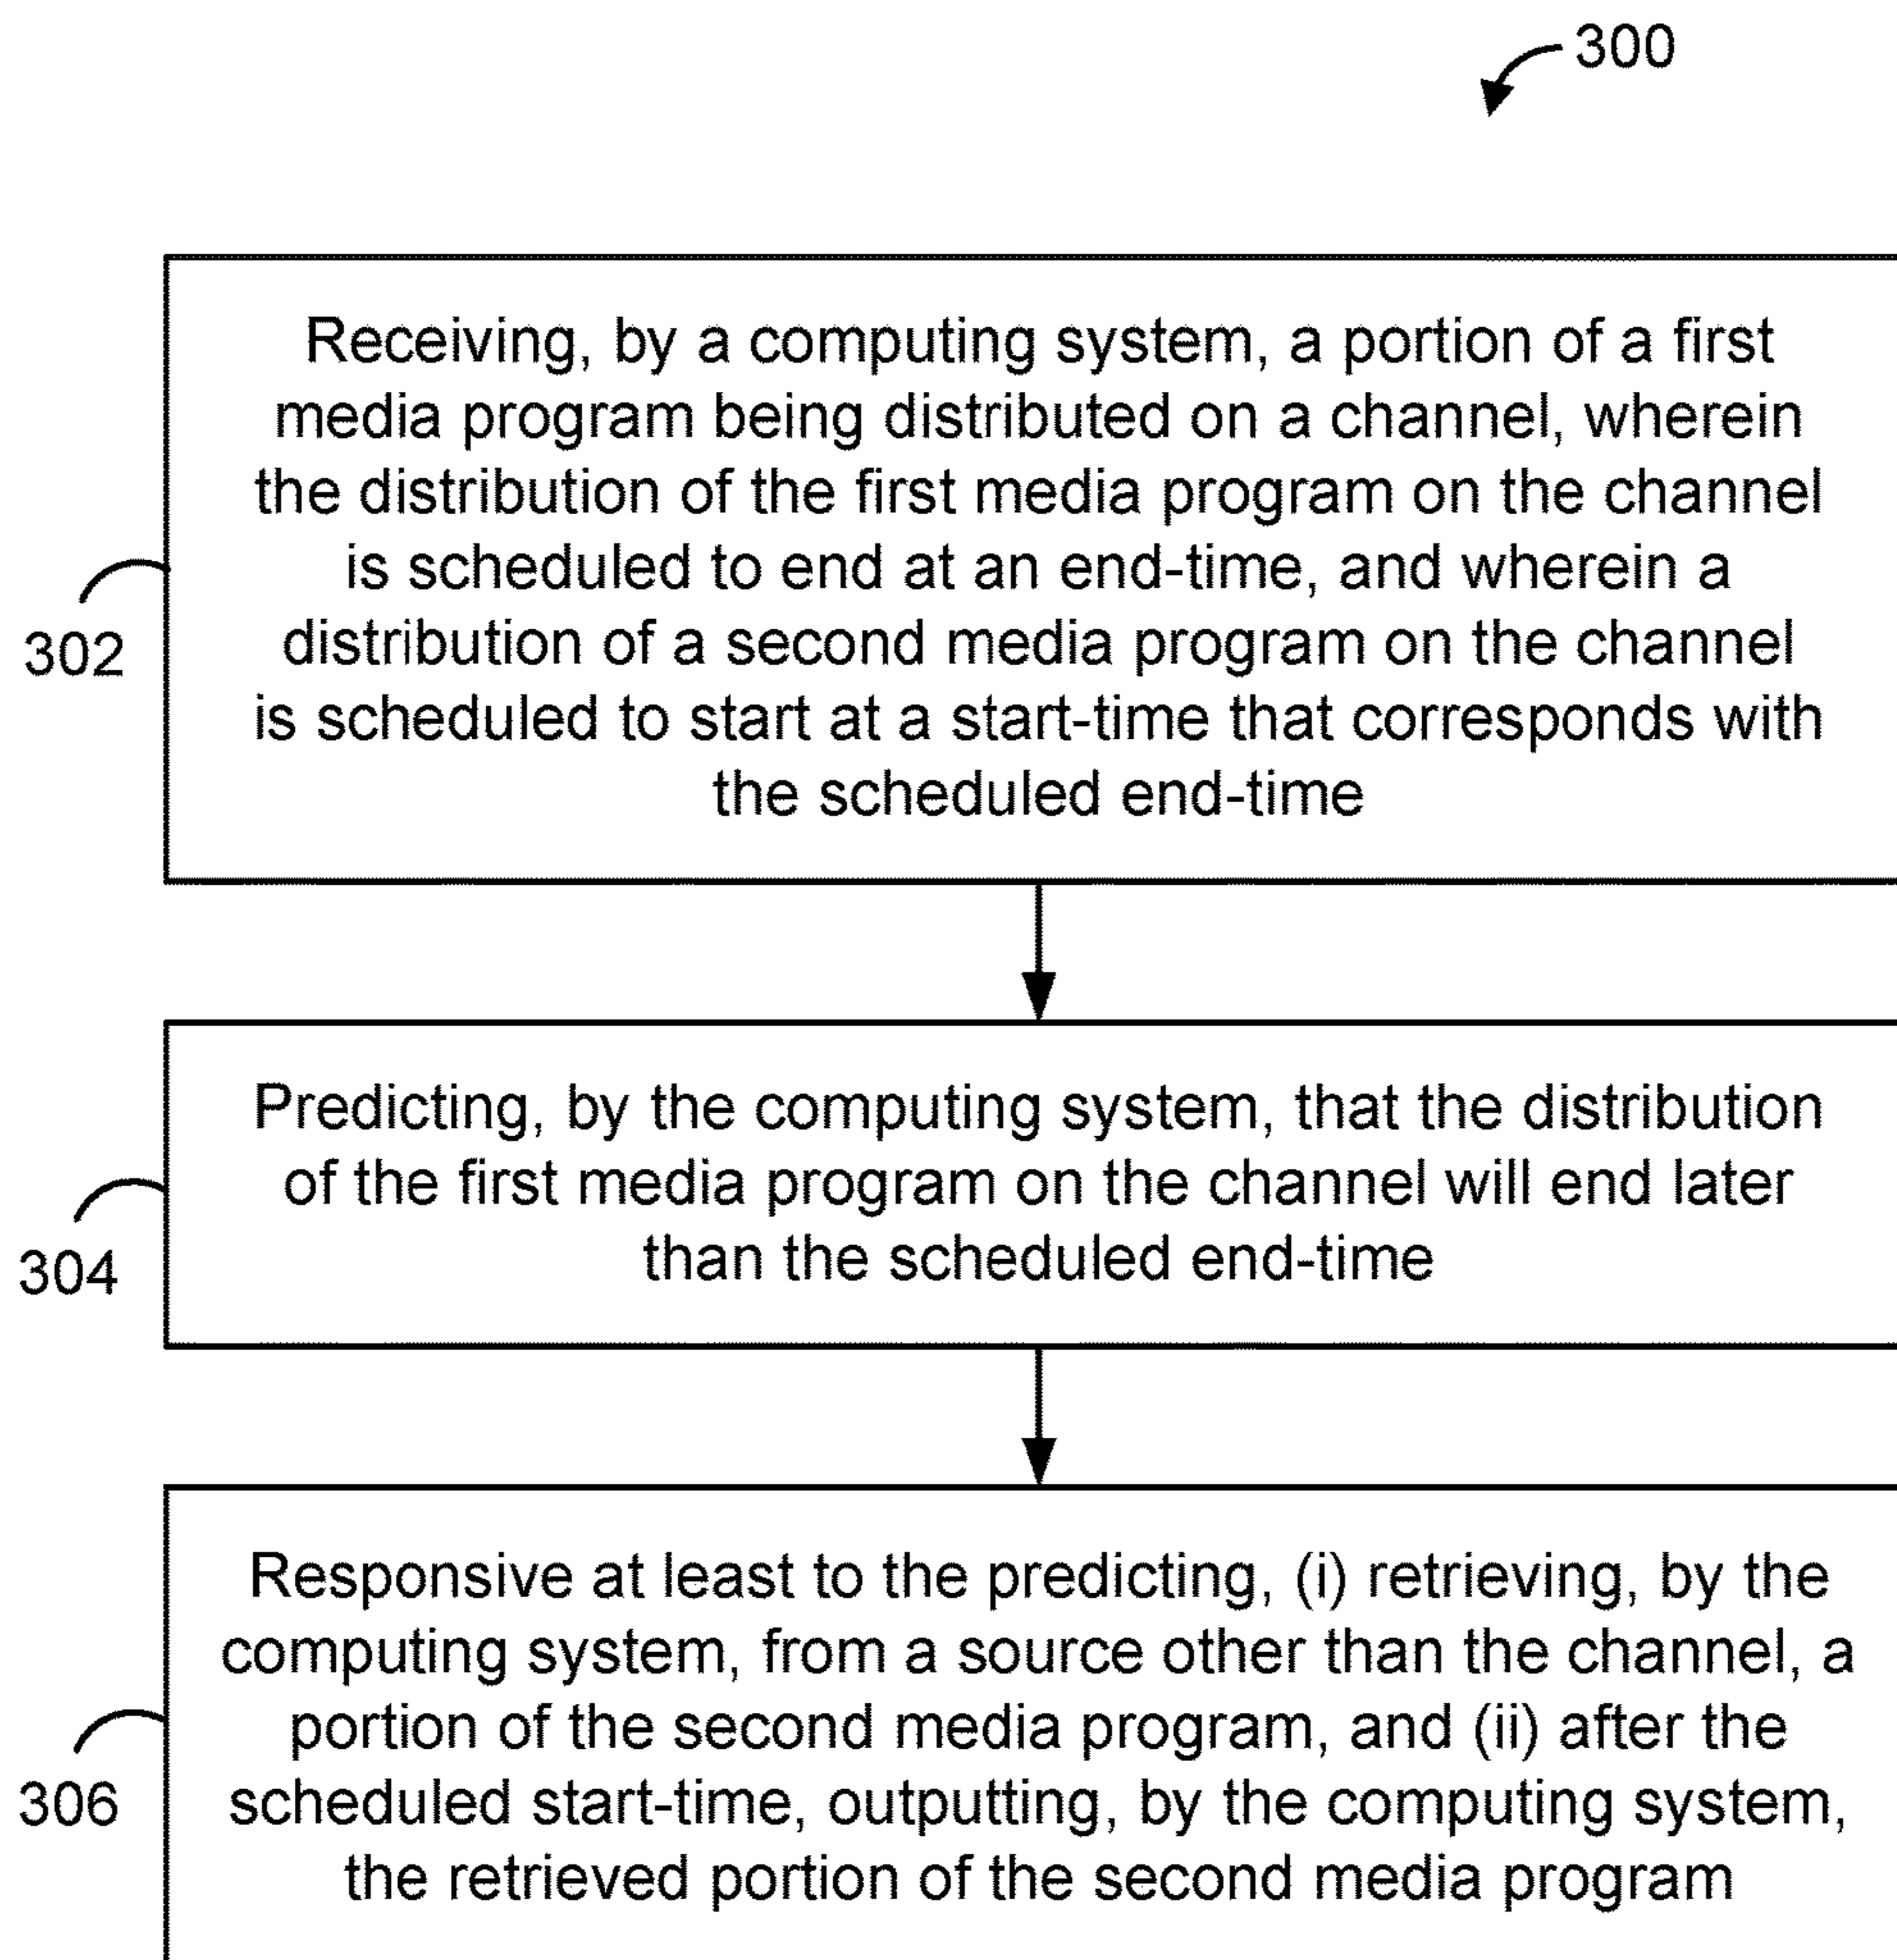 300
Receiving, by a computing system, a portion of a first
media program being distributed on a channel, wherein
the distribution of the first media program on the channel
is scheduled to end at an end-time, and wherein a
distribution of a second media program on the channel
is scheduled to start at a start-time that corresponds with
the scheduled end-time
302
Predicting, by the computing system, that the distribution
of the first media program on the channel will end later
than the scheduled end-time
304
Responsive at least to the predicting, (i) retrieving, by the
computing system, from a source other than the channel, a
portion of the second media program, and (ii) after the
scheduled start-time, outputting, by the computing system,
the retrieved portion of the second media program
306